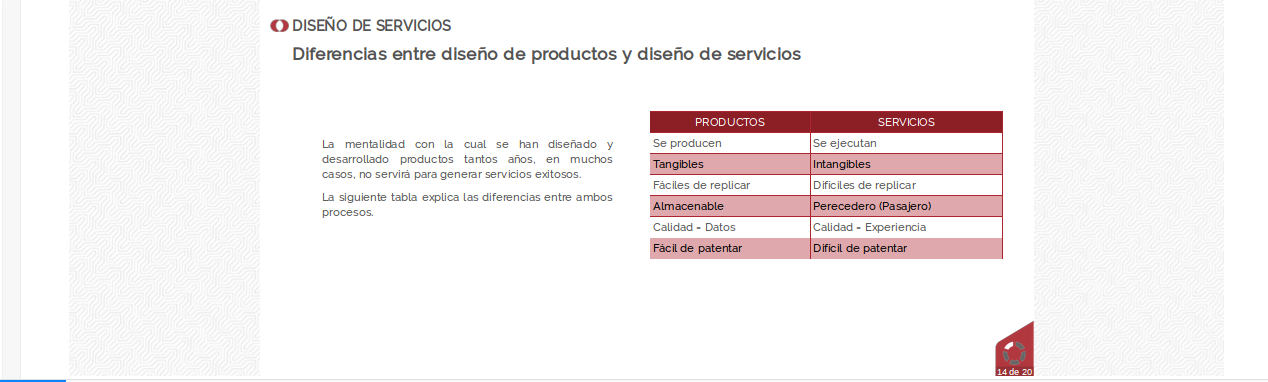 DISEÑO DE SERVICIOS
Diferencias entre diseño de productos y diseño de servicios
La mentalidad con la cual se han diseñado y
desarrollado productos tantos años, en muchos
casos, no servirá para generar servicios exitosos.
La siguiente tabla explica las diferencias entre ambos
procesos.
PRODUCTOS SERVICIOS
Se producen Se ejecutan
Tangibles Intangibles
Fáciles de replicar Difíciles de replicar
Almacenable Perecedero (Pasajero)
Calidad = Datos Calidad = Experiencia
Fácil de patentar Difícil de patentar
14 de 20